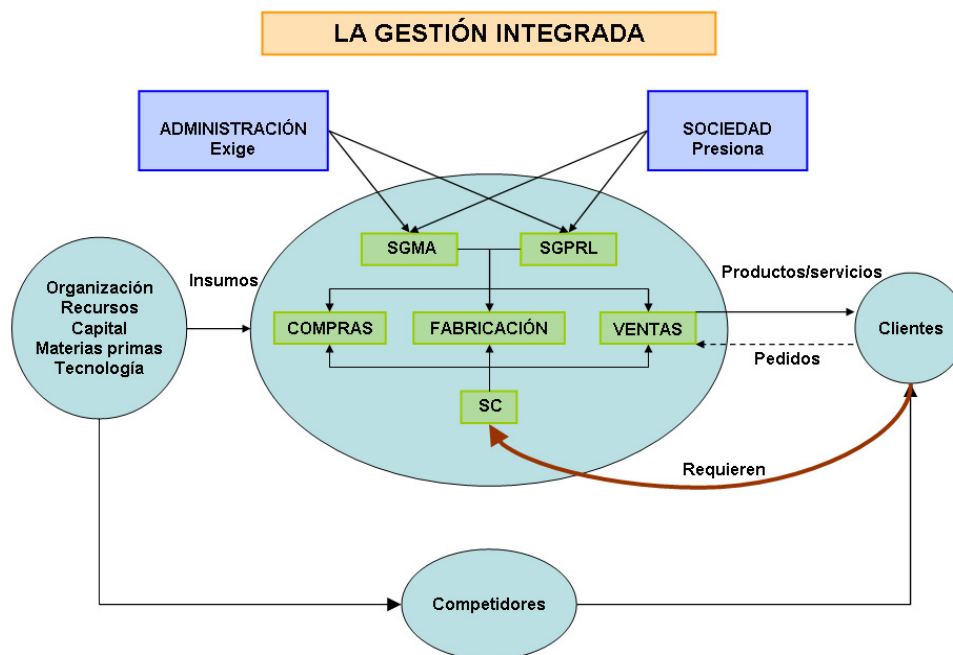 LA GESTIÓN INTEGRADA
ADMINISTRACIÓN
Exige
SOCIEDAD
Presiona
SGMA
SGPRL
Organización
Recursos
Capital
Materias primas
Tecnología
Insumos
COMPRAS
FABRICACIÓN
VENTAS
Productos/servicios
Pedidos
Clientes
SC
Requieren
Competidores